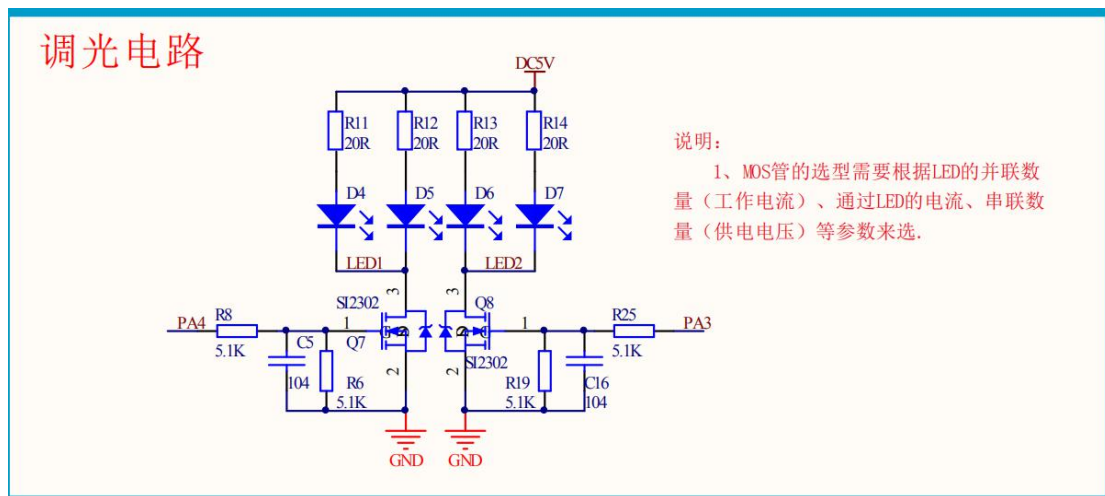 调光电路
DC5V
R11
20R
R12
20R
R13
20R
R14
20R
D4
D5
D6
D7
LED1
LED2
说明：
1、MOS管的选型需要根据LED的并联数
量（工作电流）、通过LED的电流、串联数
量（供电电压）等参数来选.
3
3
SI2302
Q8
PA4
R8
5.1K
1
Q7
G
D
D
G
1
SI2302
R25
5.1K
PA3
C5
104
R6
5.1K
2
2
R19
5.1K
C16
104
GND
GND